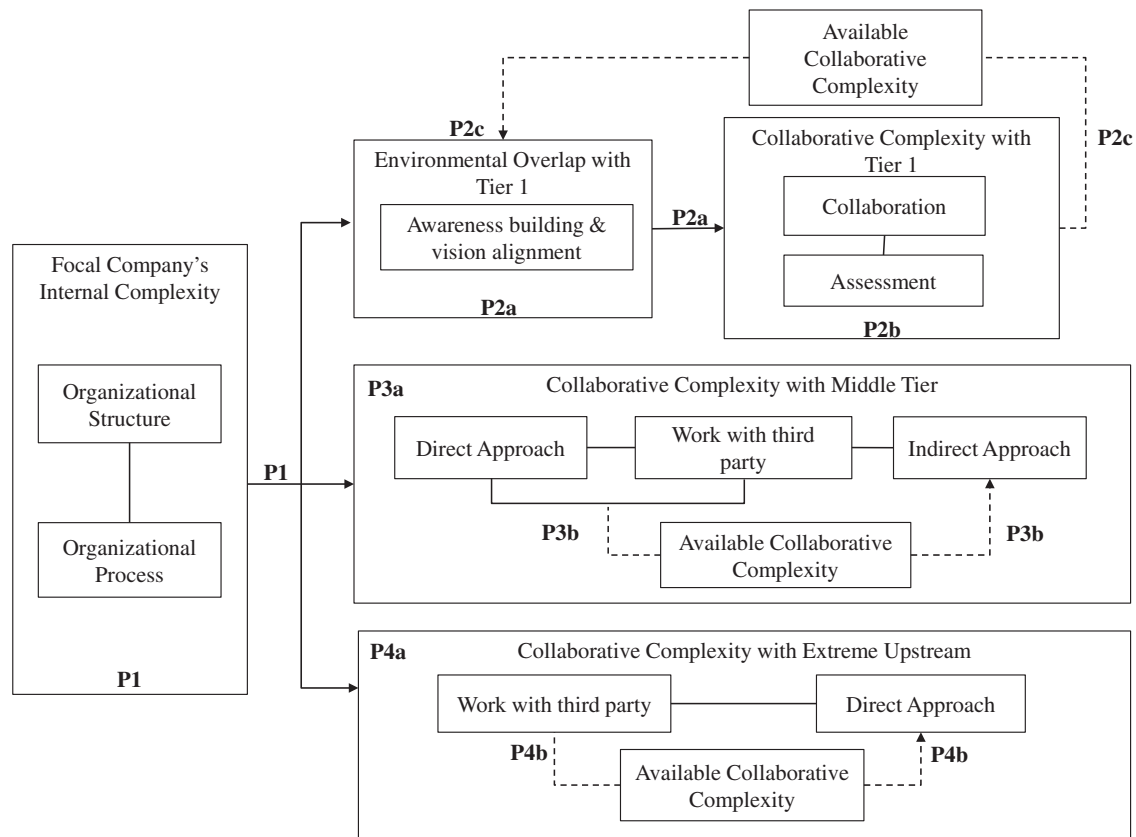 Available
Collaborative
Complexity
P2c
P2c
Environmental Overlap with
Tier 1
Awareness building &
vision alignment
P2a
P2a
Collaborative Complexity with
Tier 1
Collaboration
Assessment
P2b
Focal Company’s
Internal Complexity
Organizational
Structure
Organizational
Process
P1
P1
P3a
Collaborative Complexity with Middle Tier
Direct Approach
Work with third
party
Indirect Approach
P3b
Available Collaborative
Complexity
P3b
P4a
Collaborative Complexity with Extreme Upstream
Work with third party
Direct Approach
P4b
Available Collaborative
Complexity
P4b